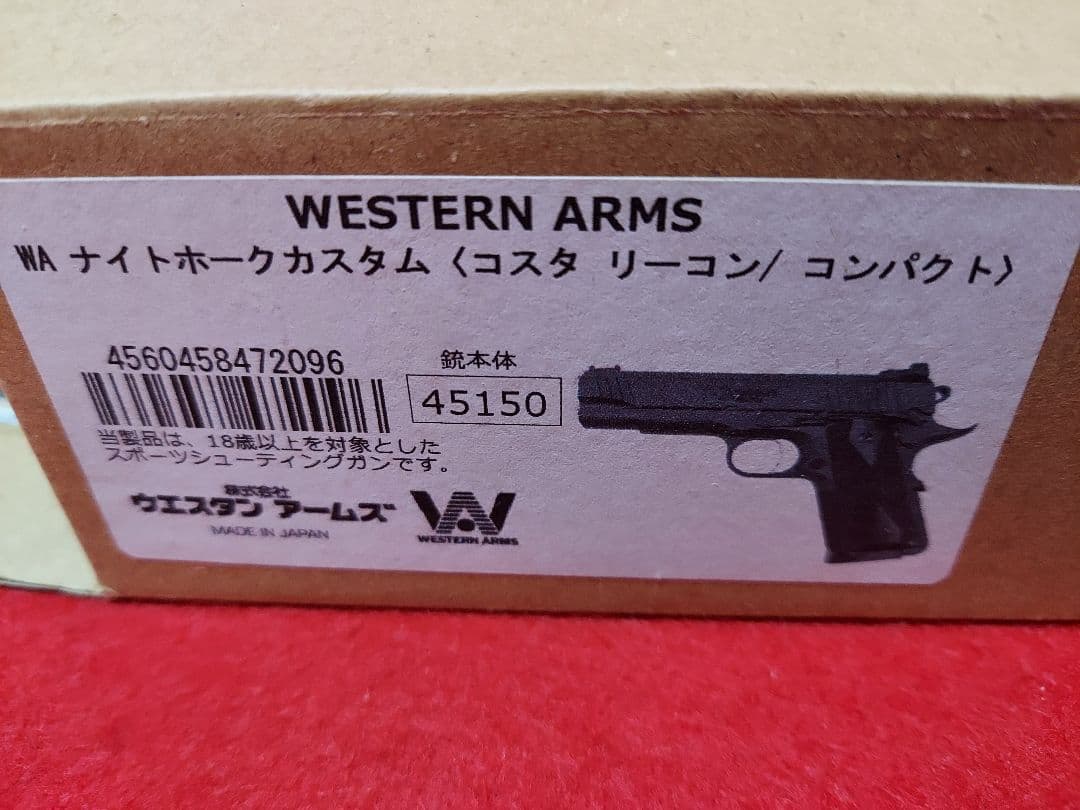 WESTERN ARMS
WA ナイトホークカスタム〈コスタ リーコン/ コンパクト〉
4560458472096
銃本体
45150
当製品は、18歳以上を対象とした
スポーツシューティングガンです。
株式会社
ウエスタン アームズ
MADE IN JAPAN
WA
WESTERN ARMS